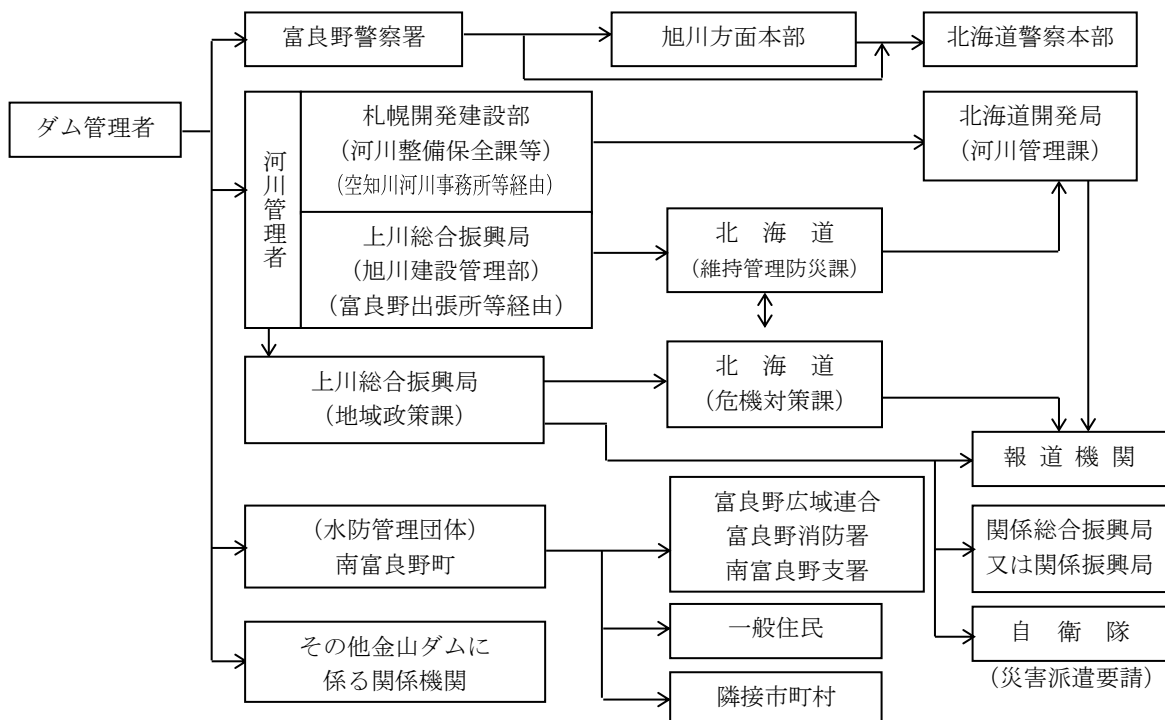 富良野警察署
旭川方面本部
北海道警察本部
ダム管理者
河川管理者
札幌開発建設部
(河川整備保全課等)
(空知川河川事務所等経由)
北海道開発局
(河川管理課)
上川総合振興局
(旭川建設管理部)
(富良野出張所等経由)
北 海 道
(維持管理防災課)
上川総合振興局
(地域政策課)
北 海 道
(危機対策課)
報 道 機 関
(水防管理団体)
南富良野町
富良野広域連合
富良野消防署
南富良野支署
関係総合振興局
又は関係振興局
一般住民
自 衛 隊
(災害派遣要請)
その他金山ダムに
係る関係機関
隣接市町村